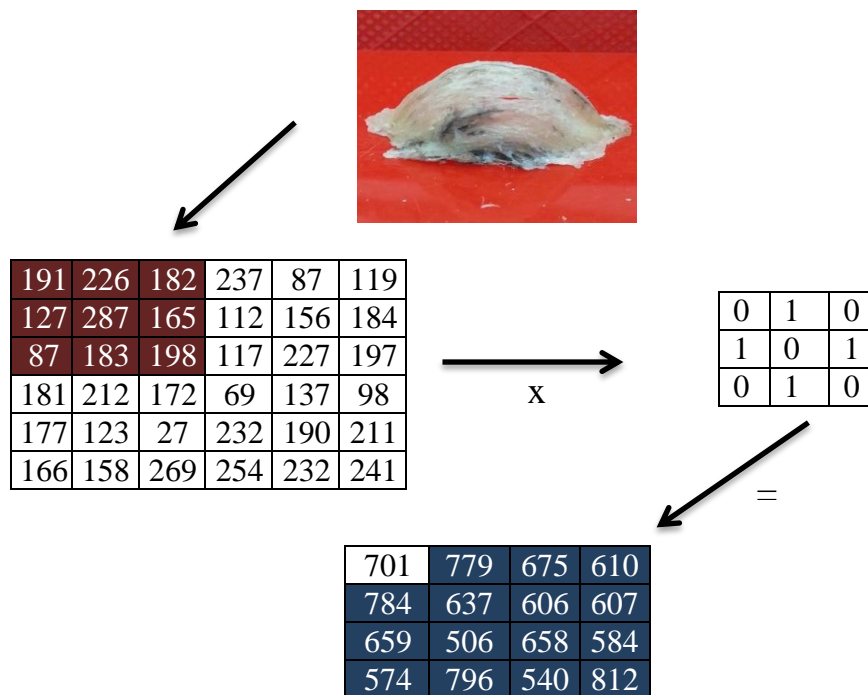 191 226 182 237 87 119
127 287 165 112 156 184
87 183 198 117 227 197
181 212 172 69 137 98
177 123 27 232 190 211
166 158 269 254 232 241
x
0 1 0
1 0 1
0 1 0
=
701 779 675 610
784 637 606 607
659 506 658 584
574 796 540 812